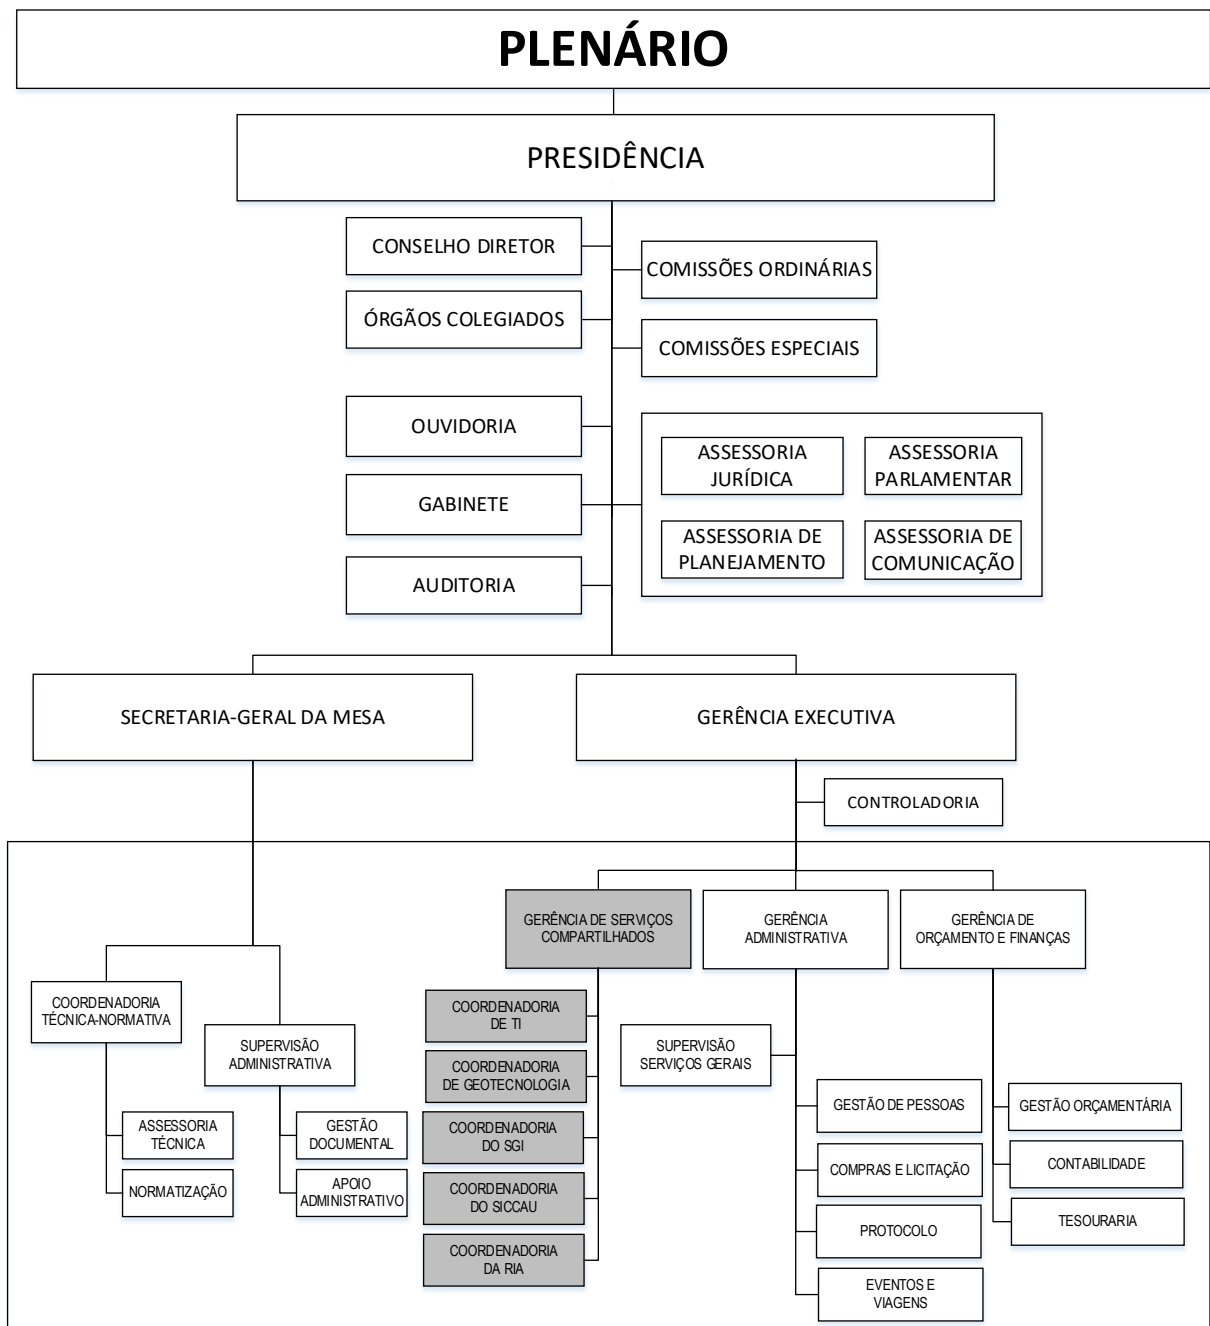 PLENÁRIO
PRESIDÊNCIA
CONSELHO DIRETOR
COMISSÕES ORDINÁRIAS
ÓRGÃOS COLEGIADOS
COMISSÕES ESPECIAIS
OUVIDORIA
GABINETE
AUDITORIA
ASSESSORIA
JURÍDICA
ASSESSORIA
PARLAMENTAR
ASSESSORIA DE
PLANEJAMENTO
ASSESSORIA DE
COMUNICAÇÃO
SECRETARIA-GERAL DA MESA
GERÊNCIA EXECUTIVA
CONTROLADORIA
COORDENADORIA
TÉCNICA-NORMATIVA
SUPERVISÃO
ADMINISTRATIVA
ASSESSORIA
TÉCNICA
NORMATIZAÇÃO
GESTÃO
DOCUMENTAL
APOIO
ADMINISTRATIVO
GERÊNCIA DE SERVIÇOS
COMPARTILHADOS
COORDENADORIA
DE TI
COORDENADORIA
DE GEOTECNOLOGIA
COORDENADORIA
DO SGI
COORDENADORIA
DO SICCAU
COORDENADORIA
DA RIA
GERÊNCIA
ADMINISTRATIVA
SUPERVISÃO
SERVIÇOS GERAIS
GESTÃO DE PESSOAS
COMPRAS E LICITAÇÃO
PROTOCOLO
EVENTOS E
VIAGENS
GERÊNCIA DE
ORÇAMENTO E FINANÇAS
GESTÃO ORÇAMENTÁRIA
CONTABILIDADE
TESOURARIA